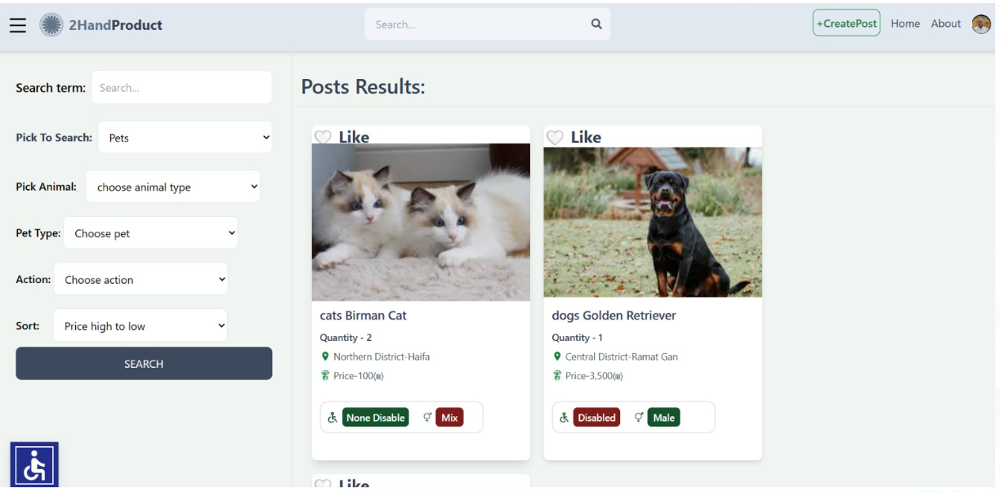 2HandProduct
Search...
+CreatePost
Home
About
Search term:
Search...
Pick To Search:
Pets
Pick Animal:
choose animal type
Pet Type:
Choose pet
Action:
Choose action
Sort:
Price high to low
SEARCH
Posts Results:
Like
cats Birman Cat
Quantity - 2
Northern District-Haifa
Price-100(₪)
None Disable
Mix
Like
dogs Golden Retriever
Quantity - 1
Central District-Ramat Gan
Price-3,500(₪)
Disabled
Male
Like